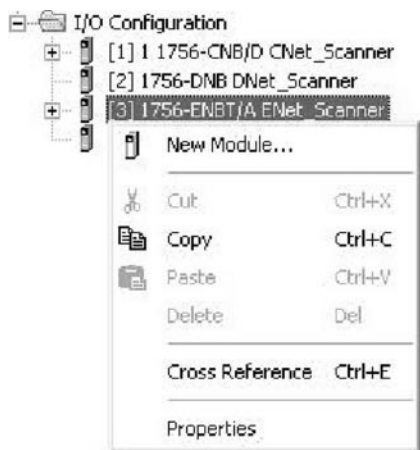 I/O Configuration
[1] 1 1756-CNB/D CNet_Scanner
[2] 1756-DNB DNet_Scanner
[3] 1756-ENBT/A ENet_Scanner
New Module...
Cut Ctrl+X
Copy Ctrl+C
Paste Ctrl+V
Delete Del
Cross Reference Ctrl+E
Properties